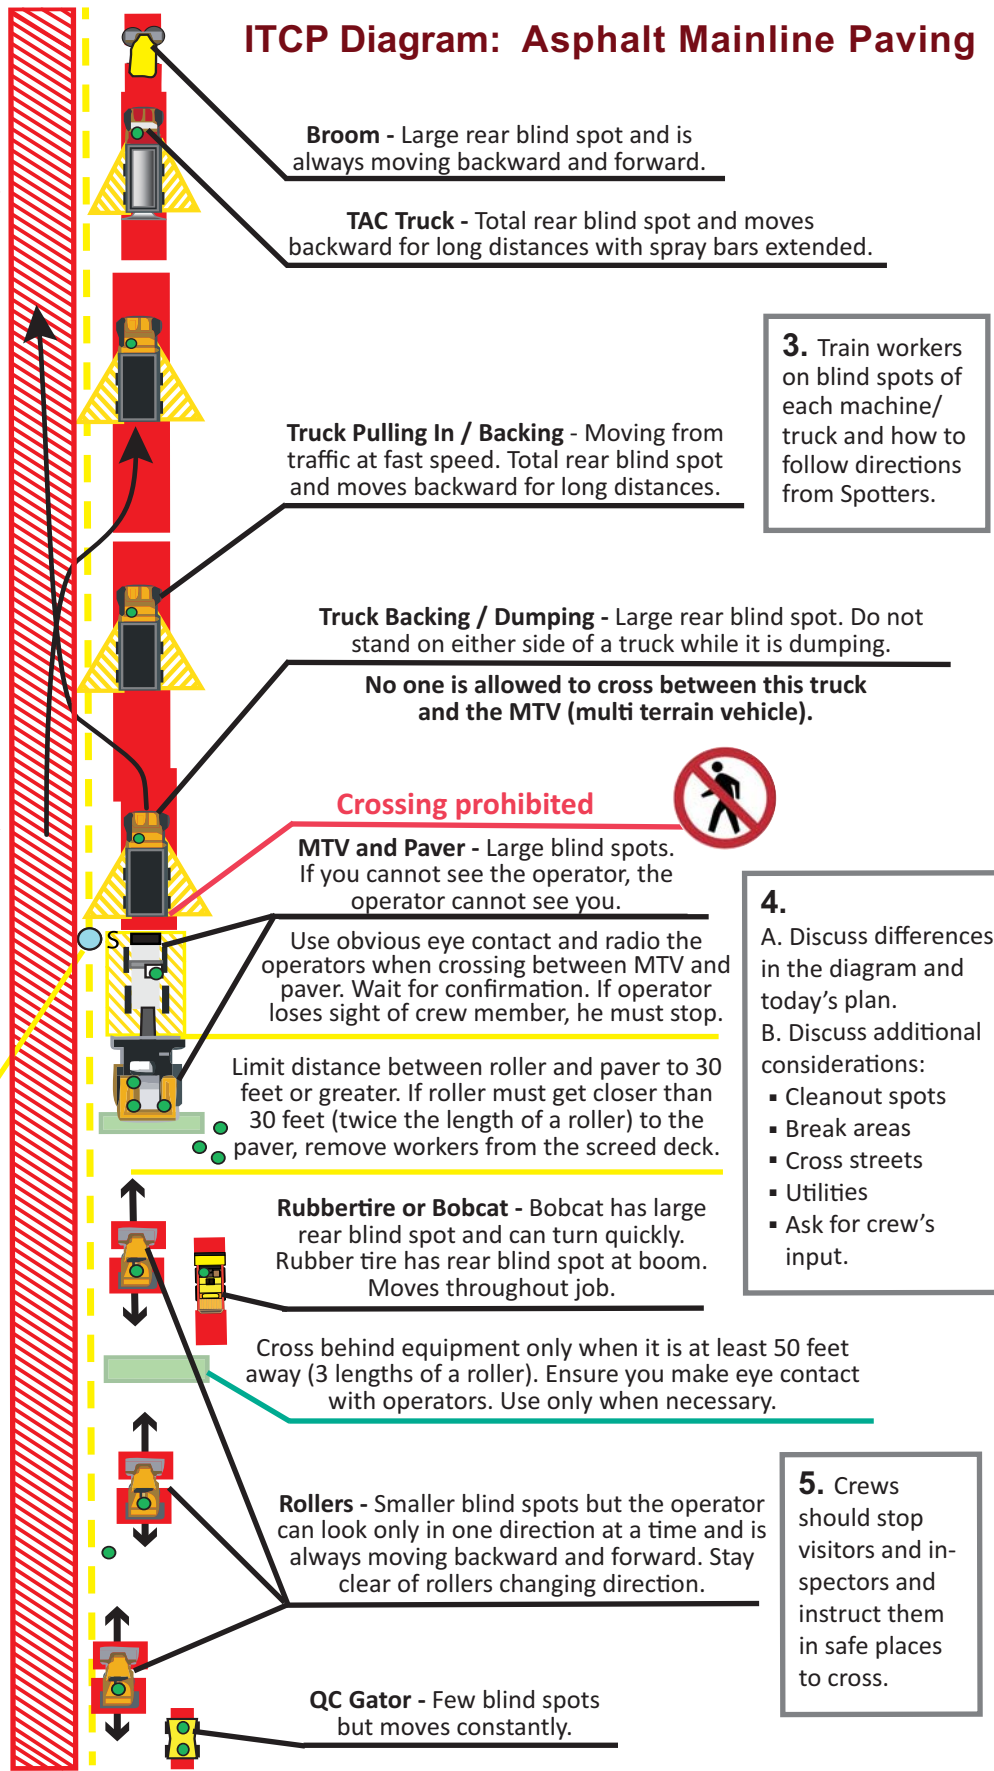 ITCP Diagram: Asphalt Mainline Paving
Broom - Large rear blind spot and is
always moving backward and forward.
TAC Truck - Total rear blind spot and moves
backward for long distances with spray bars extended.
3. Train workers
on blind spots of
each machine/
truck and how to
follow directions
from Spotters.
Truck Pulling In / Backing - Moving from
traffic at fast speed. Total rear blind spot
and moves backward for long distances.
Truck Backing / Dumping - Large rear blind spot. Do not
stand on either side of a truck while it is dumping.
No one is allowed to cross between this truck
and the MTV (multi terrain vehicle).
Crossing prohibited
MTV and Paver - Large blind spots.
If you cannot see the operator, the
operator cannot see you.
S
Use obvious eye contact and radio the
operators when crossing between MTV and
paver. Wait for confirmation. If operator
loses sight of crew member, he must stop.
4.
A. Discuss differences
in the diagram and
today's plan.
B. Discuss additional
considerations:
▪ Cleanout spots
▪ Break areas
▪ Cross streets
▪ Utilities
▪ Ask for crew's
input.
Limit distance between roller and paver to 30
feet or greater. If roller must get closer than
30 feet (twice the length of a roller) to the
paver, remove workers from the screed deck.
Rubbertire or Bobcat - Bobcat has large
rear blind spot and can turn quickly.
Rubber tire has rear blind spot at boom.
Moves throughout job.
Cross behind equipment only when it is at least 50 feet
away (3 lengths of a roller). Ensure you make eye contact
with operators. Use only when necessary.
Rollers - Smaller blind spots but the operator
can look only in one direction at a time and is
always moving backward and forward. Stay
clear of rollers changing direction.
5. Crews
should stop
visitors and in-
spectors and
instruct them
in safe places
to cross.
QC Gator - Few blind spots
but moves constantly.